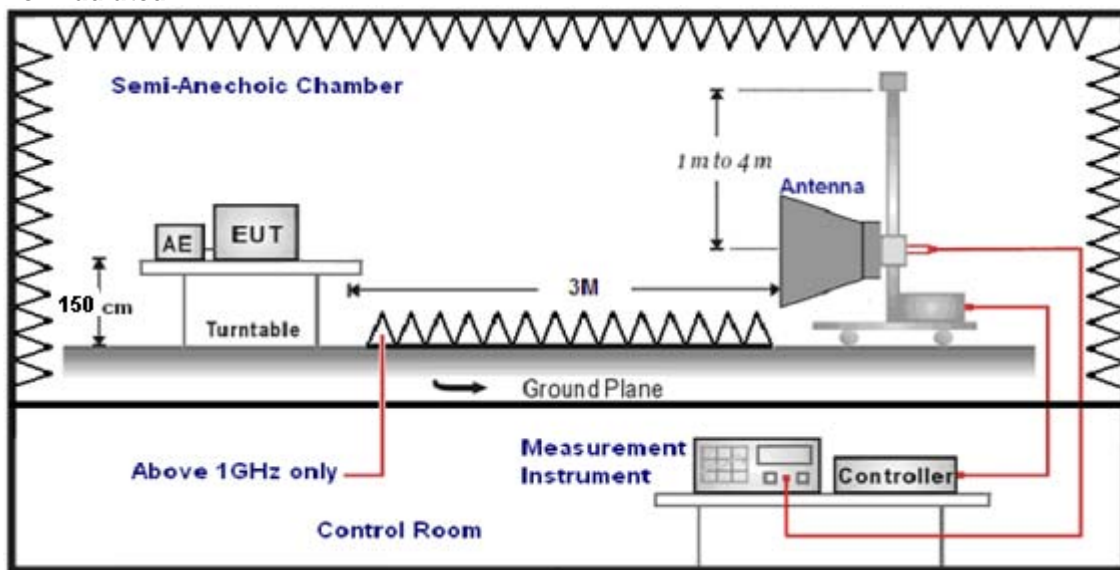 Semi-Anechoic Chamber
1 m to 4 m
Antenna
AE
EUT
150 cm
3M
Turntable
Ground Plane
Above 1GHz only
Measurement
Instrument
Controller
Control Room